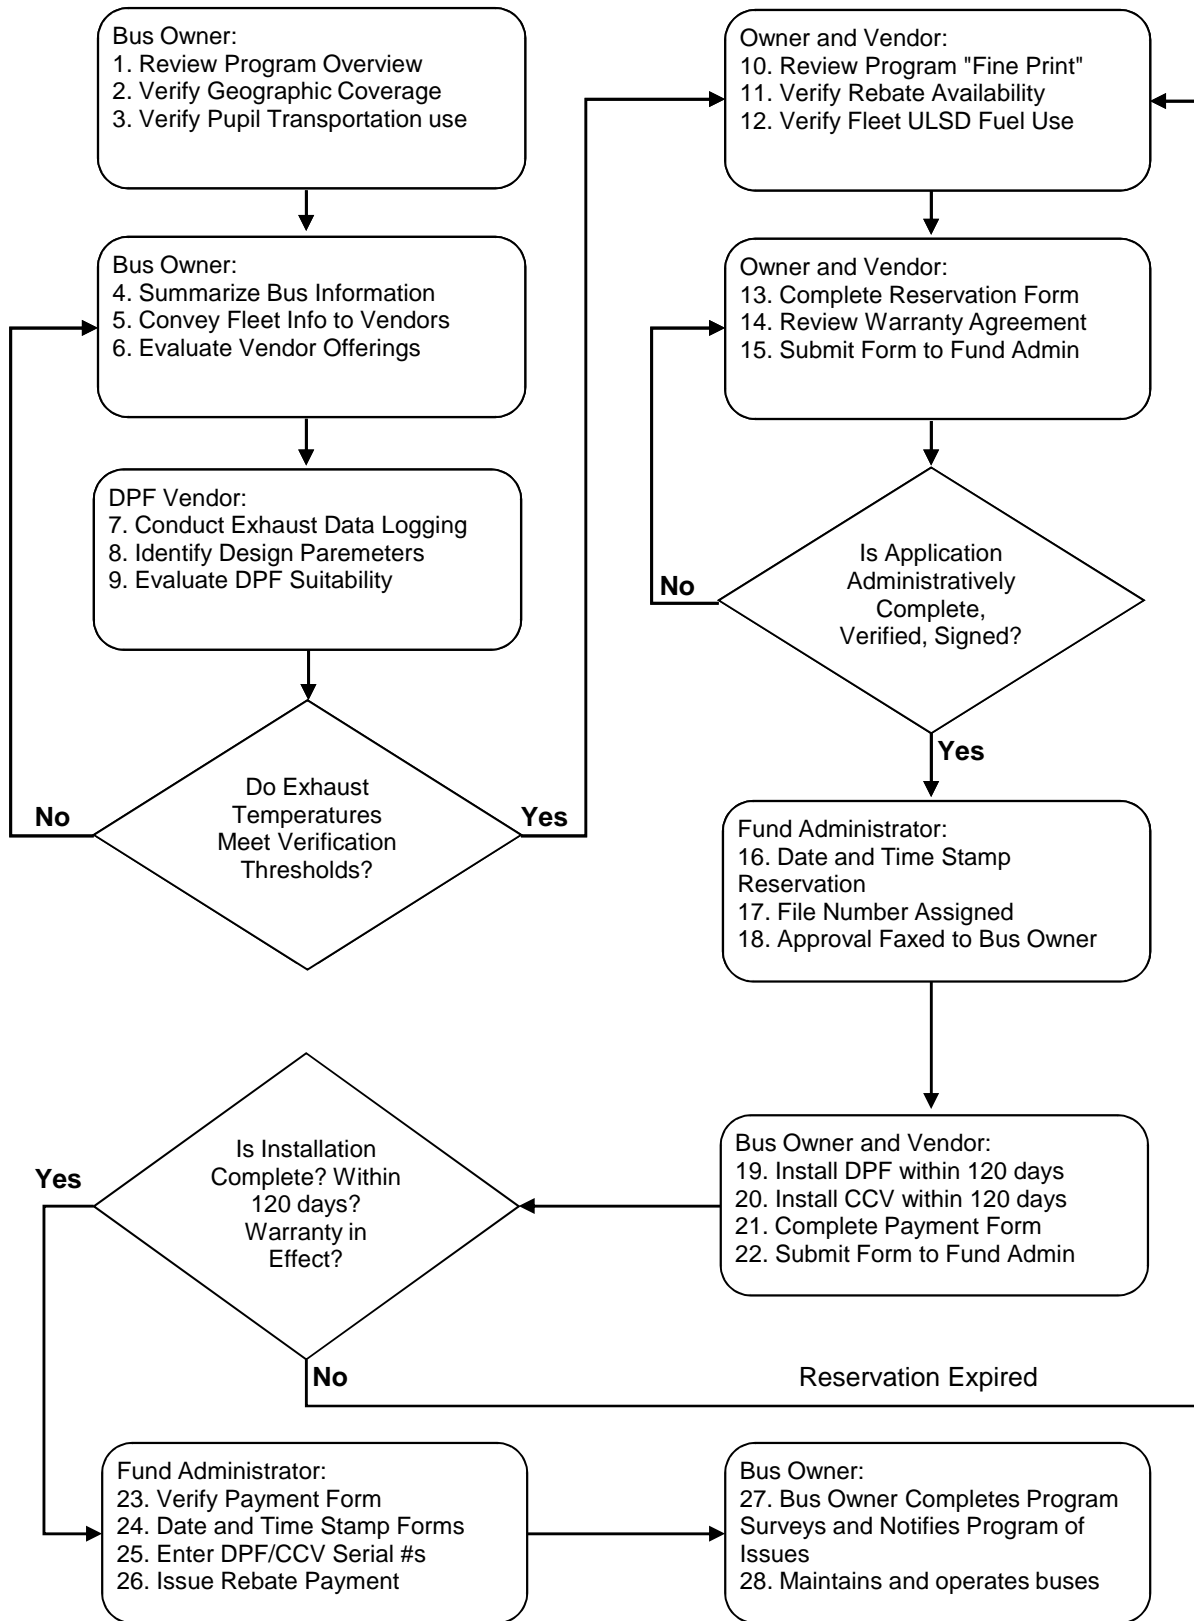 Bus Owner:
1. Review Program Overview
2. Verify Geographic Coverage
3. Verify Pupil Transportation use
Bus Owner:
4. Summarize Bus Information
5. Convey Fleet Info to Vendors
6. Evaluate Vendor Offerings
DPF Vendor:
7. Conduct Exhaust Data Logging
8. Identify Design Paremeters
9. Evaluate DPF Suitability
Do Exhaust
Temperatures
Meet Verification
Thresholds?
No
Yes
Owner and Vendor:
10. Review Program "Fine Print"
11. Verify Rebate Availability
12. Verify Fleet ULSD Fuel Use
Owner and Vendor:
13. Complete Reservation Form
14. Review Warranty Agreement
15. Submit Form to Fund Admin
Is Application
Administratively
Complete,
Verified, Signed?
No
Yes
Fund Administrator:
16. Date and Time Stamp
Reservation
17. File Number Assigned
18. Approval Faxed to Bus Owner
Bus Owner and Vendor:
19. Install DPF within 120 days
20. Install CCV within 120 days
21. Complete Payment Form
22. Submit Form to Fund Admin
Is Installation
Complete? Within
120 days?
Warranty in
Effect?
Yes
No
Reservation Expired
Fund Administrator:
23. Verify Payment Form
24. Date and Time Stamp Forms
25. Enter DPF/CCV Serial #s
26. Issue Rebate Payment
Bus Owner:
27. Bus Owner Completes Program
Surveys and Notifies Program of
Issues
28. Maintains and operates buses